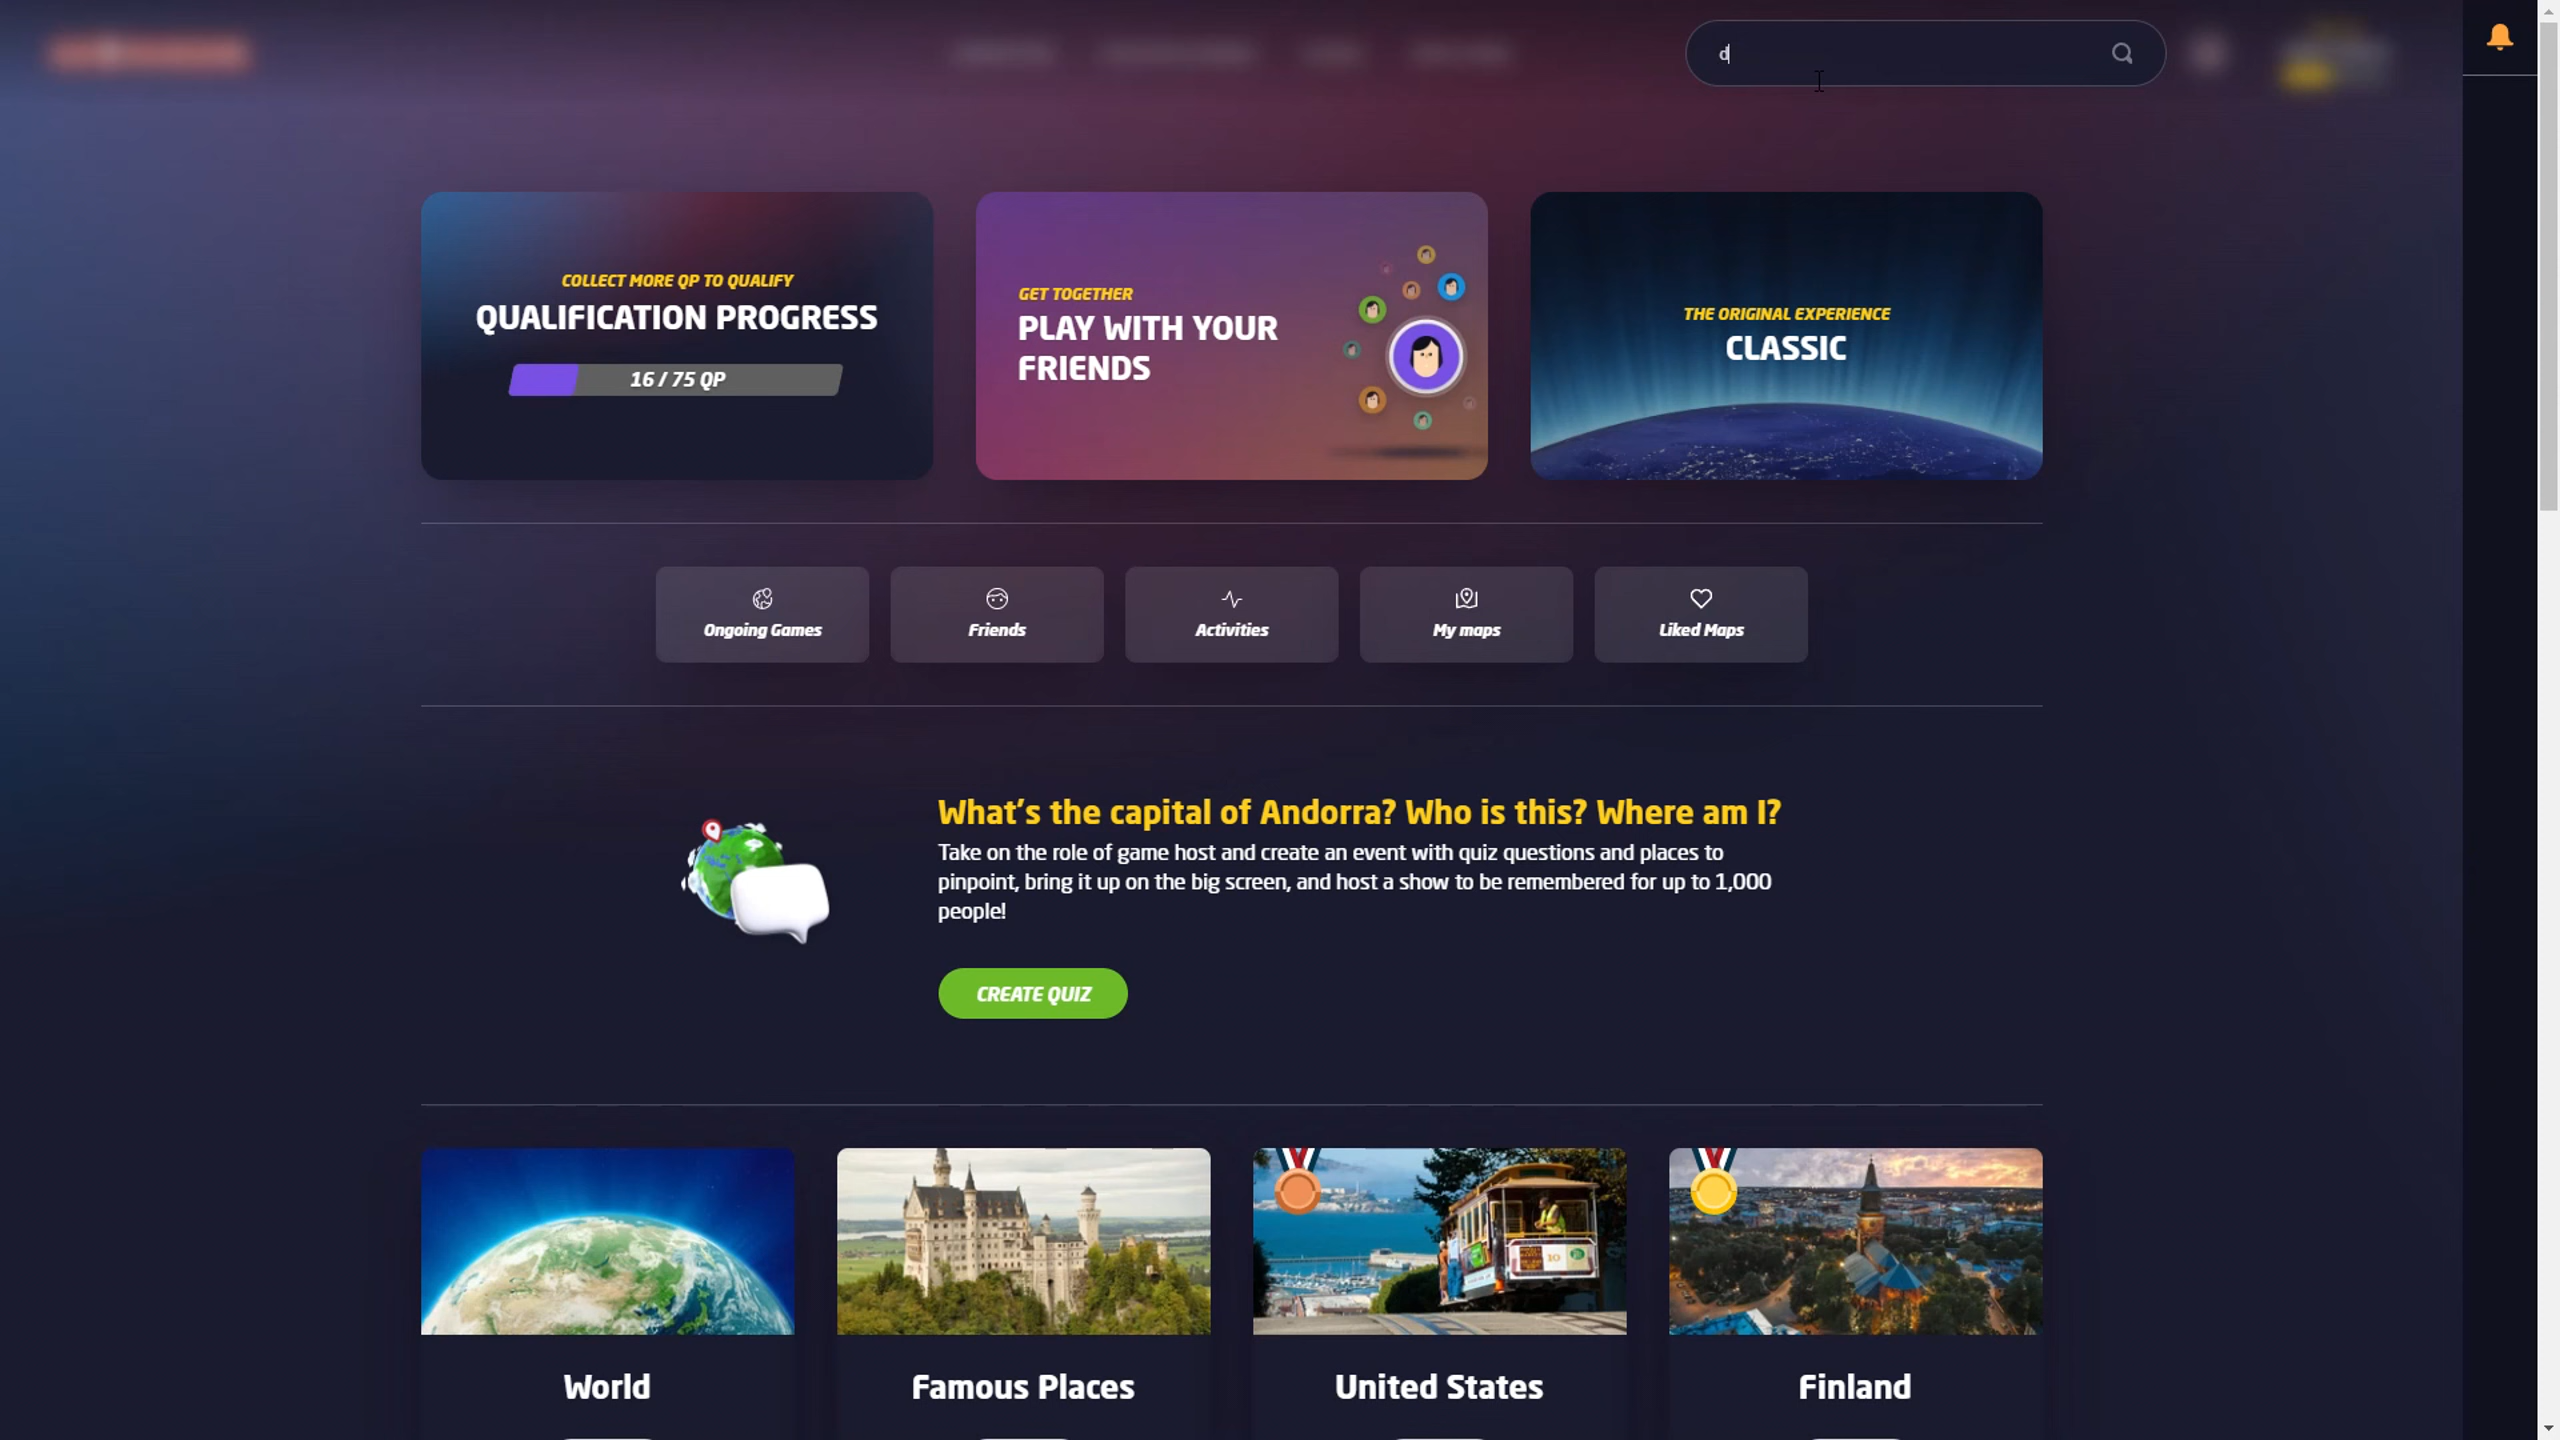 d
COLLECT MORE QP TO QUALIFY
QUALIFICATION PROGRESS
16 / 75 QP
GET TOGETHER
PLAY WITH YOUR
FRIENDS
THE ORIGINAL EXPERIENCE
CLASSIC
Ongoing Games
Friends
Activities
My maps
Liked Maps
What's the capital of Andorra? Who is this? Where am I?
Take on the role of game host and create an event with quiz questions and places to
pinpoint, bring it up on the big screen, and host a show to be remembered for up to 1,000
people!
CREATE QUIZ
10
World
Famous Places
United States
Finland